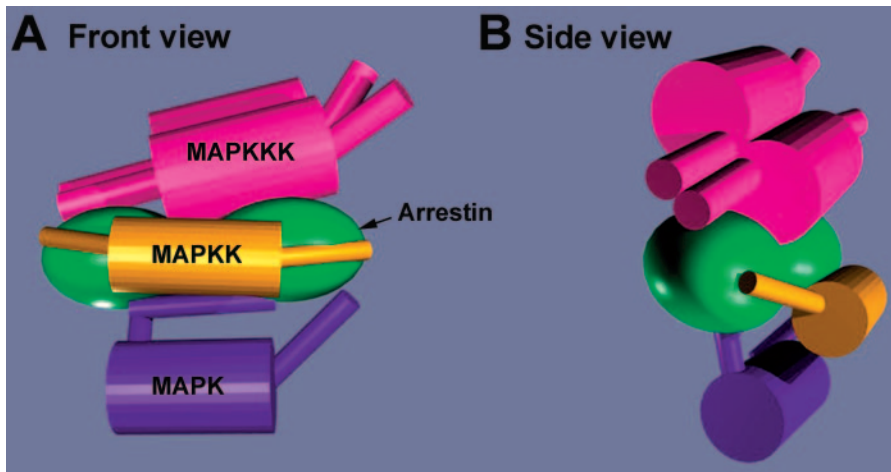 A Front view
B Side view
MAPKKK
Arrestin
MAPKK
MAPK